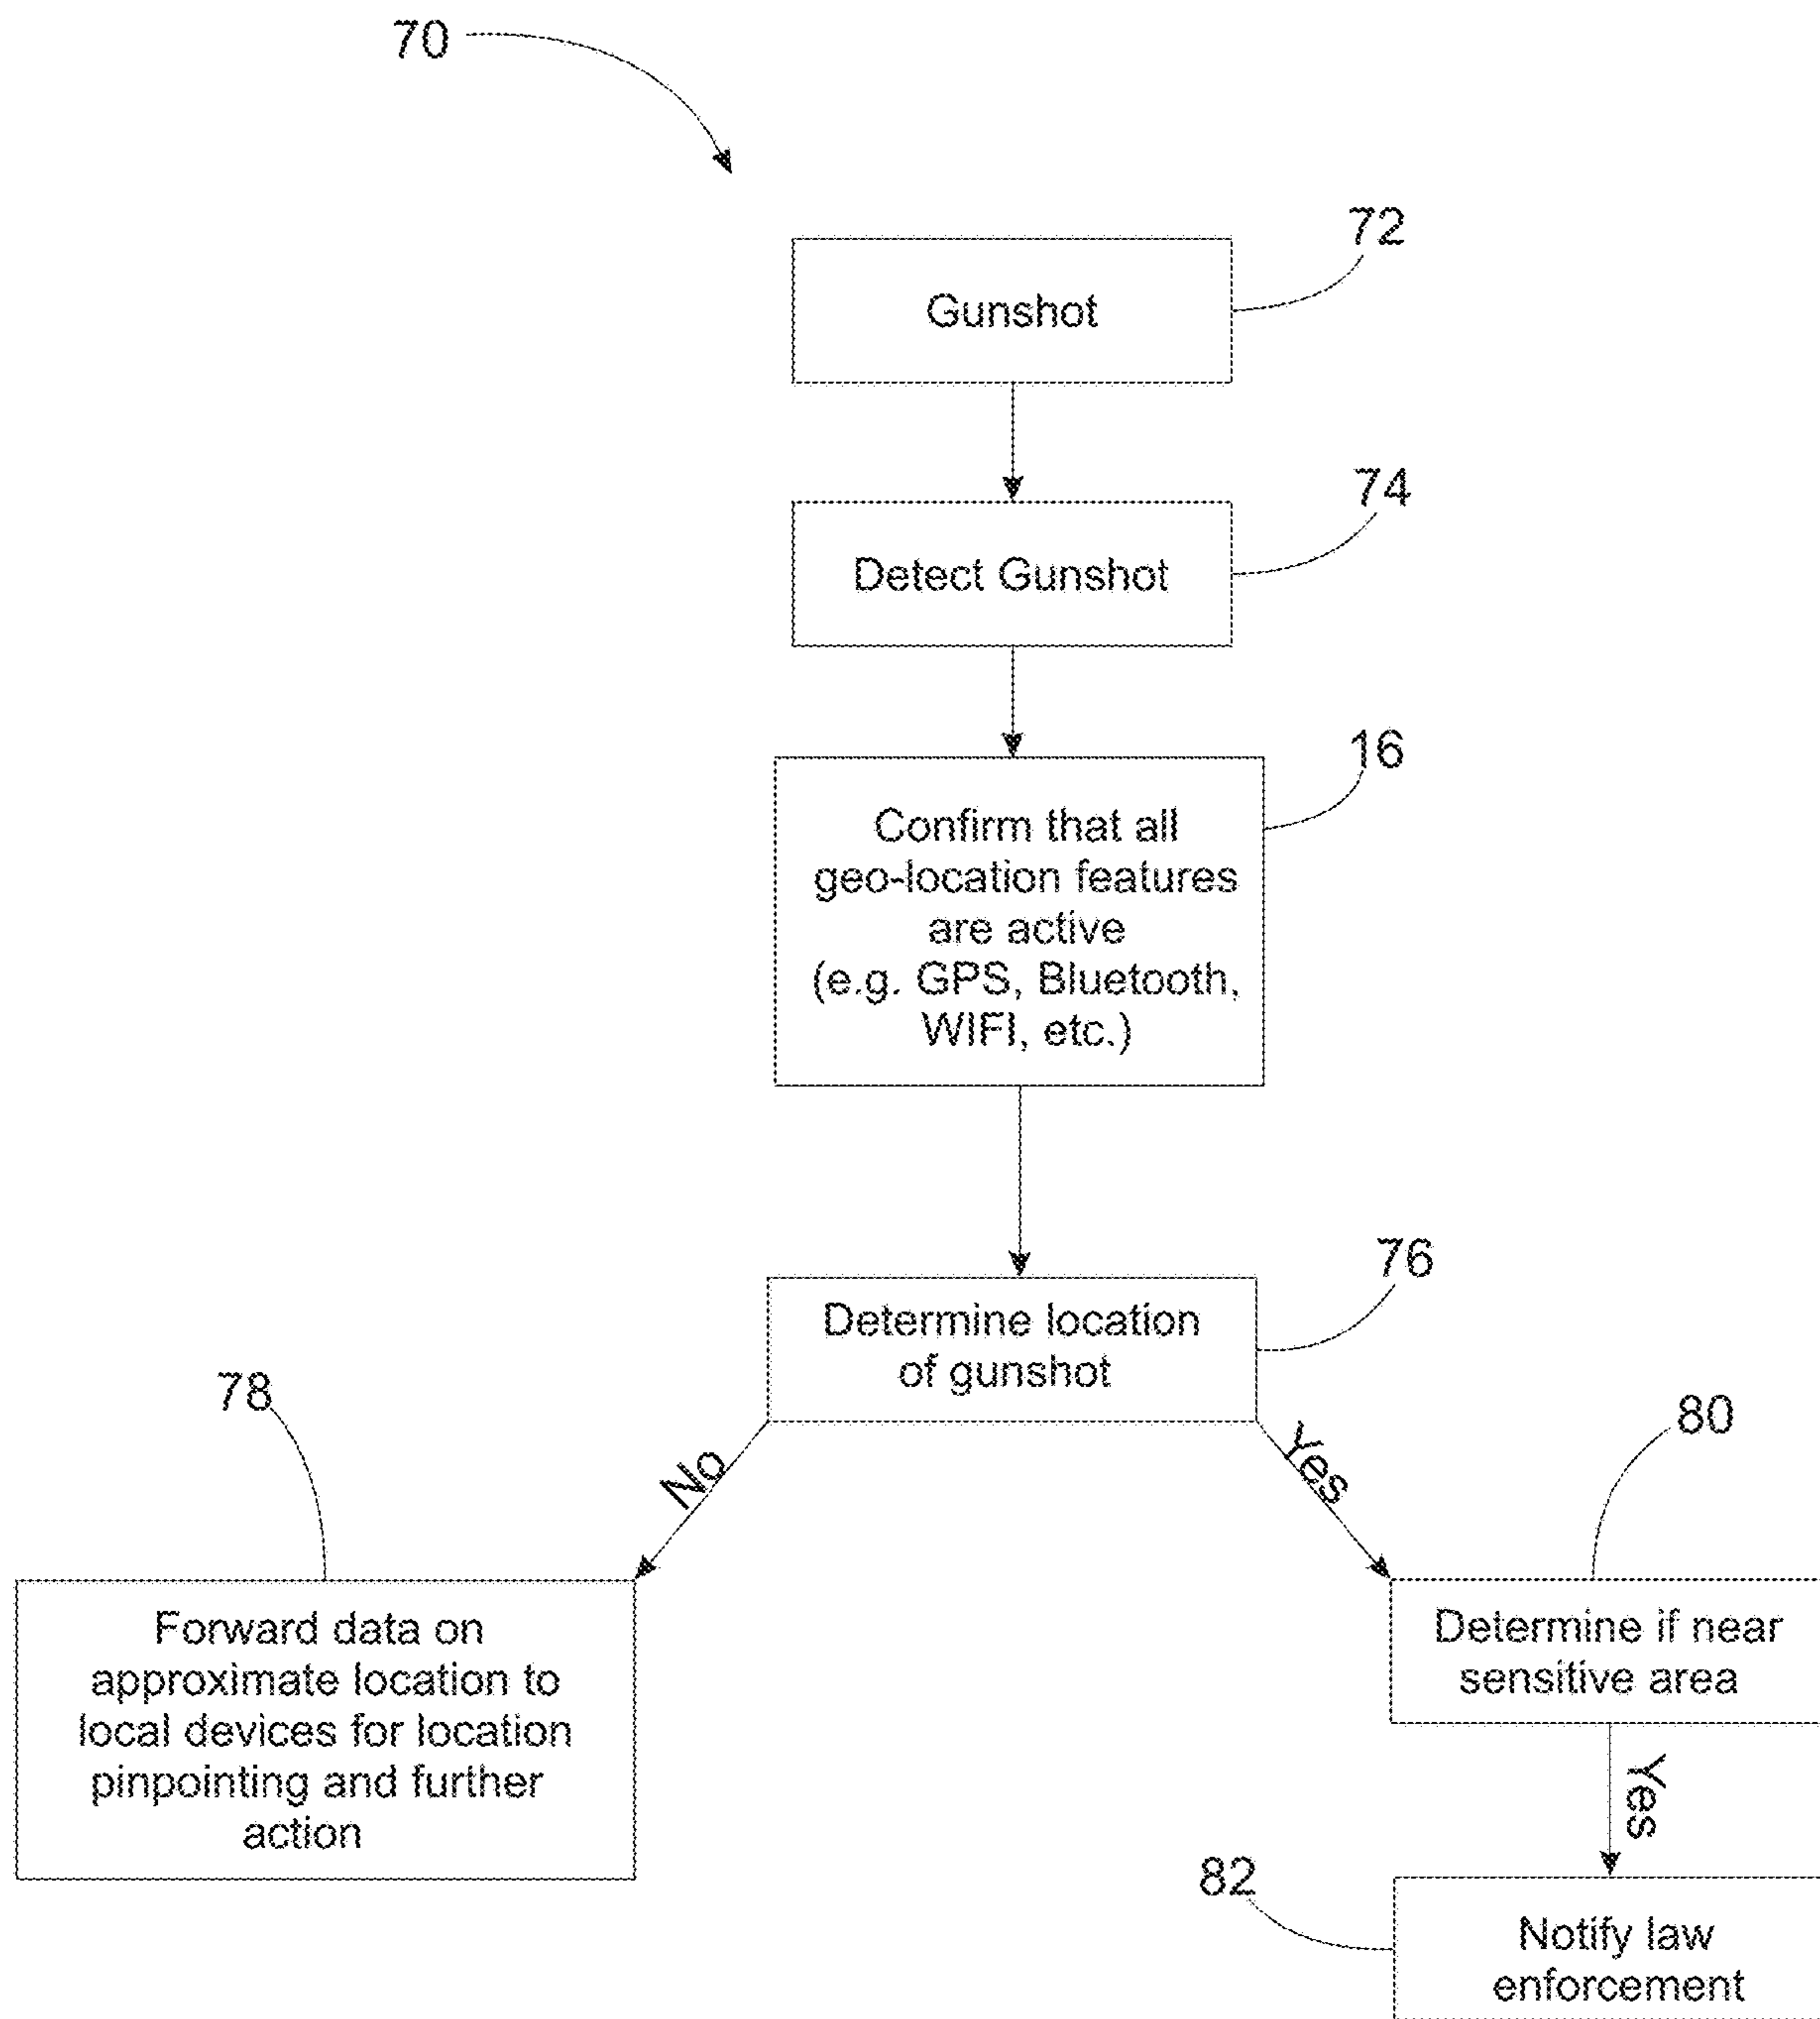 70
72
Gunshot
74
Detect Gunshot
16
Confirm that all
geo-location features
are active
(e.g. GPS, Bluetooth,
WIFI, etc.)
76
Determine location
of gunshot
78
No
Yes
80
Forward data on
approximate location to
local devices for location
pinpointing and further
action
Determine if near
sensitive area
Yes
82
Notify law
enforcement